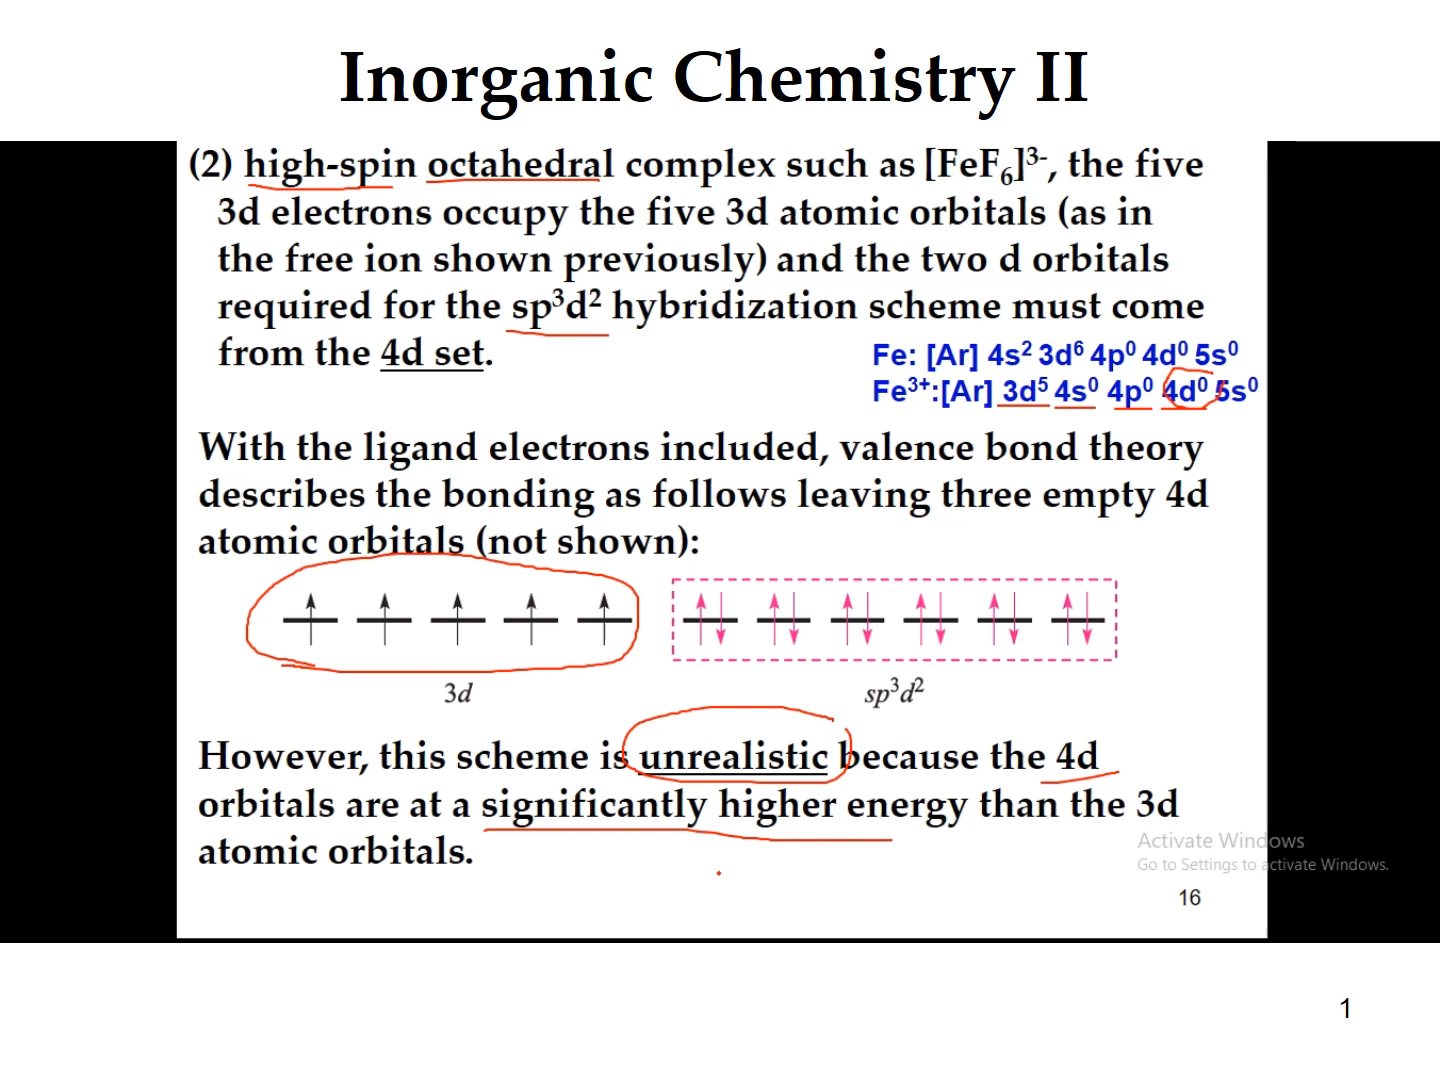 Inorganic Chemistry II
(2) high-spin octahedral complex such as [FeF₆]³⁻, the five
3d electrons occupy the five 3d atomic orbitals (as in
the free ion shown previously) and the two d orbitals
required for the sp³d² hybridization scheme must come
from the 4d set.
Fe: [Ar] 4s² 3d⁶ 4p⁰ 4d⁰ 5s⁰
Fe³⁺:[Ar] 3d⁵ 4s⁰ 4p⁰ 4d⁰ 5s⁰
With the ligand electrons included, valence bond theory
describes the bonding as follows leaving three empty 4d
atomic orbitals (not shown):
3d
sp³d²
However, this scheme is unrealistic because the 4d
orbitals are at a significantly higher energy than the 3d
atomic orbitals.
Activate Windows
Go to Settings to activate Windows.
16
1